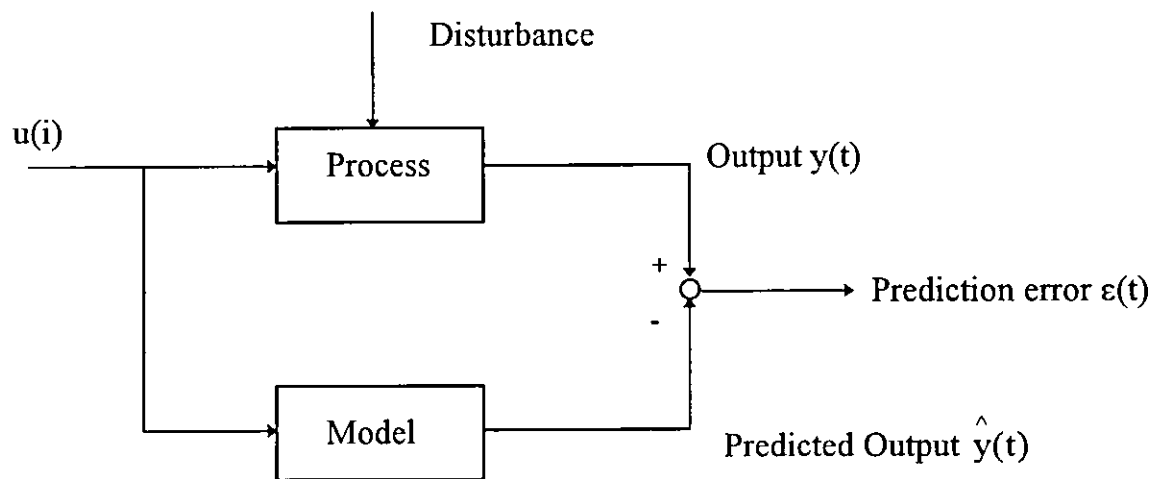 Disturbance
u(i)
Process
Output y(t)
+
Prediction error ε(t)
-
Model
Predicted Output ŷ(t)